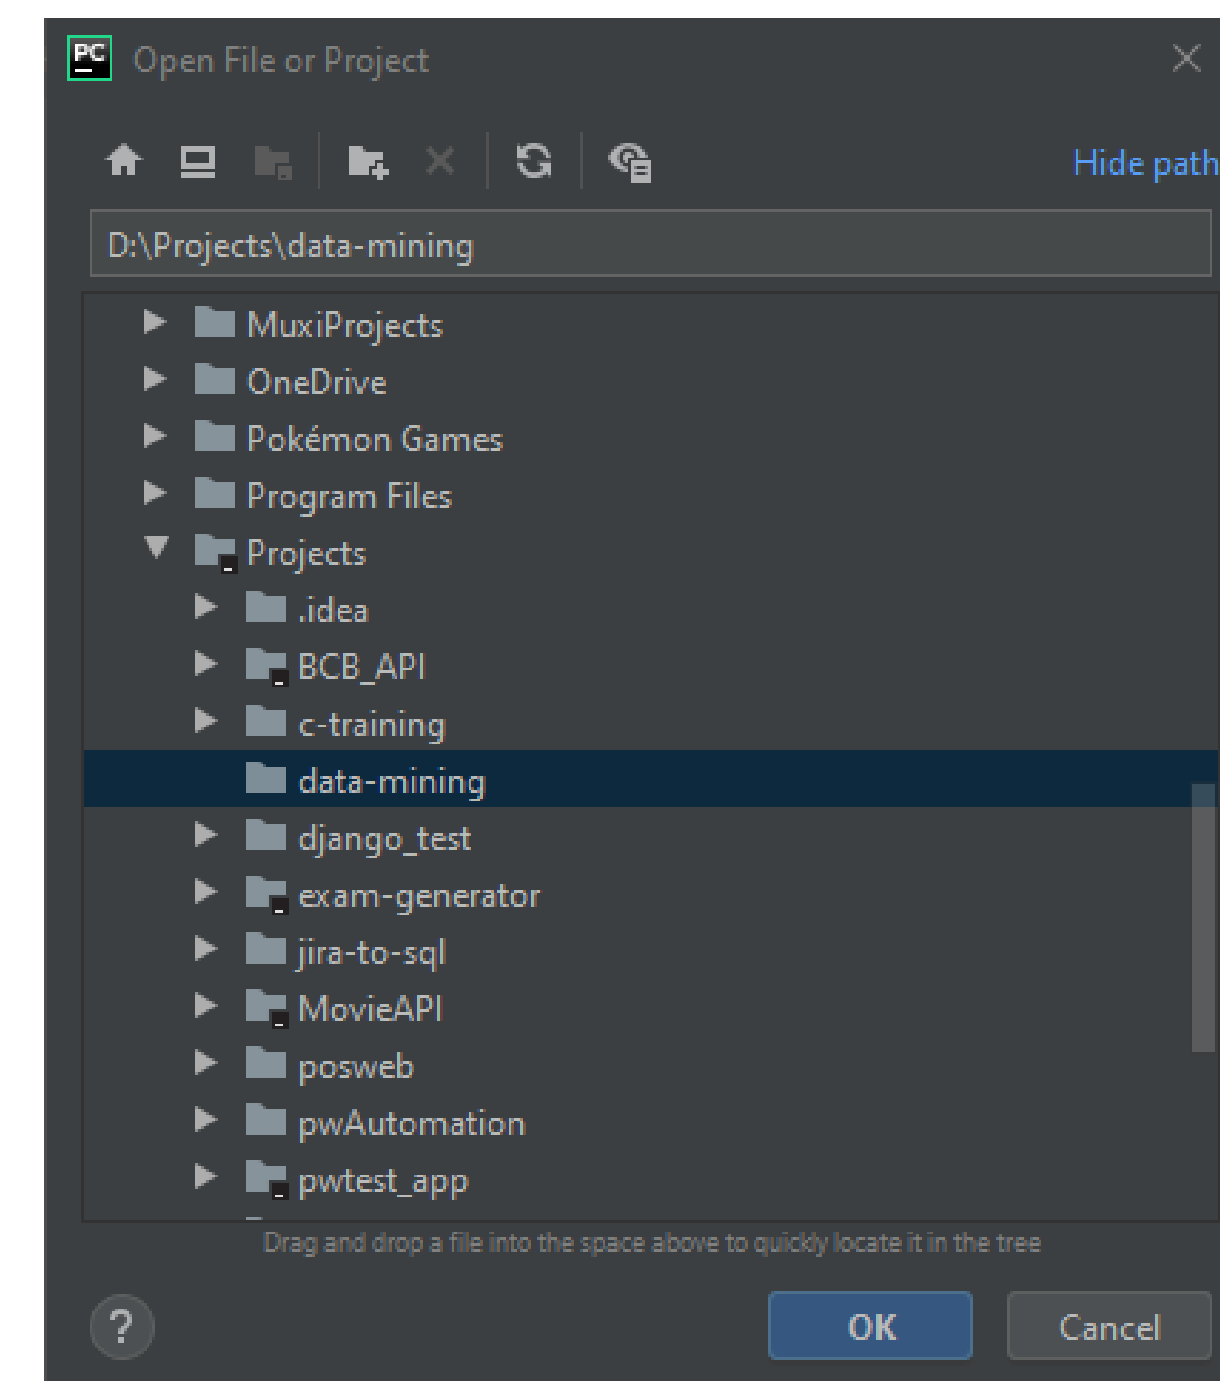 PC Open File or Project
Hide path
D:\Projects\data-mining
MuxiProjects
OneDrive
Pokémon Games
Program Files
Projects
.idea
BCB_API
c-training
data-mining
django_test
exam-generator
jira-to-sql
MovieAPI
posweb
pwAutomation
pwtest_app
Drag and drop a file into the space above to quickly locate it in the tree
? OK Cancel